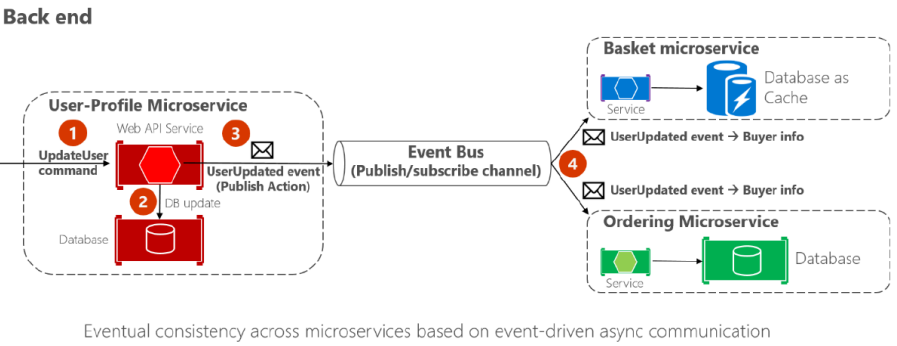 Back end
User-Profile Microservice
1
Web API Service
3
UpdateUser
command
UserUpdated event
(Publish Action)
2
DB update
Database
Event Bus
(Publish/subscribe channel)
4
Basket microservice
Service
Database as
Cache
UserUpdated event → Buyer info
UserUpdated event → Buyer info
Ordering Microservice
Service
Database
Eventual consistency across microservices based on event-driven async communication